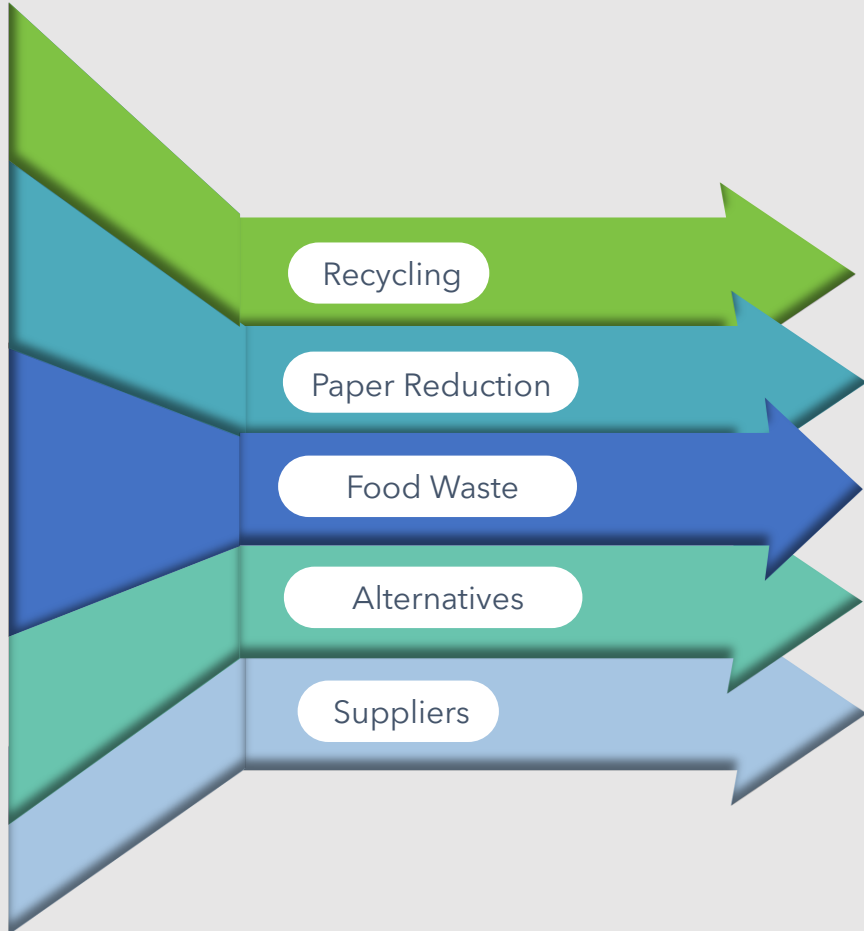 Recycling
Paper Reduction
Food Waste
Alternatives
Suppliers